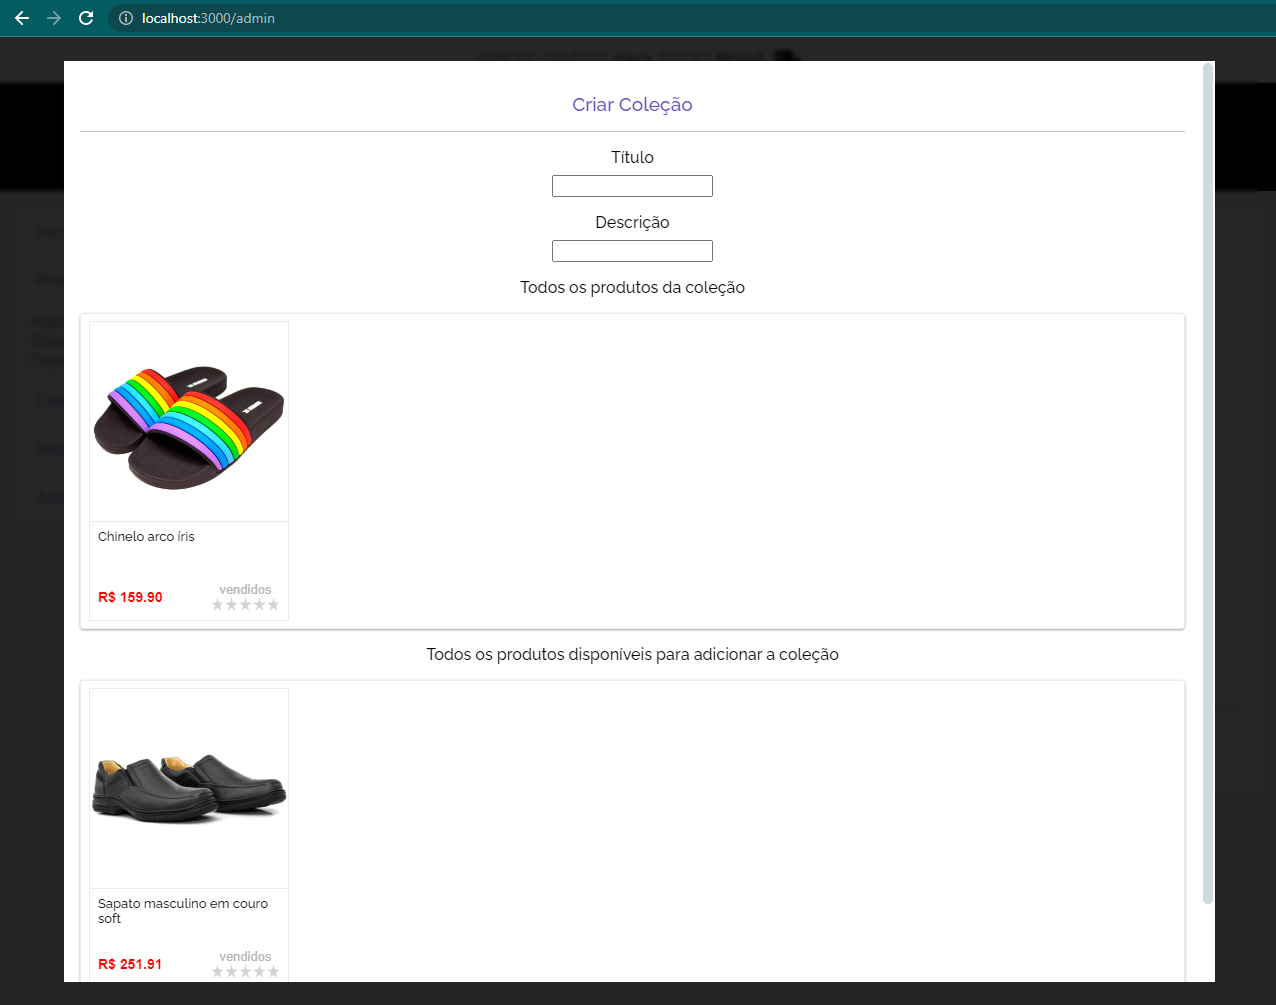 localhost:3000/admin
Criar Coleção
Título
Descrição
Todos os produtos da coleção
Chinelo arco íris
R$ 159.90
vendidos
Todos os produtos disponíveis para adicionar a coleção
Sapato masculino em couro
soft
R$ 251.91
vendidos